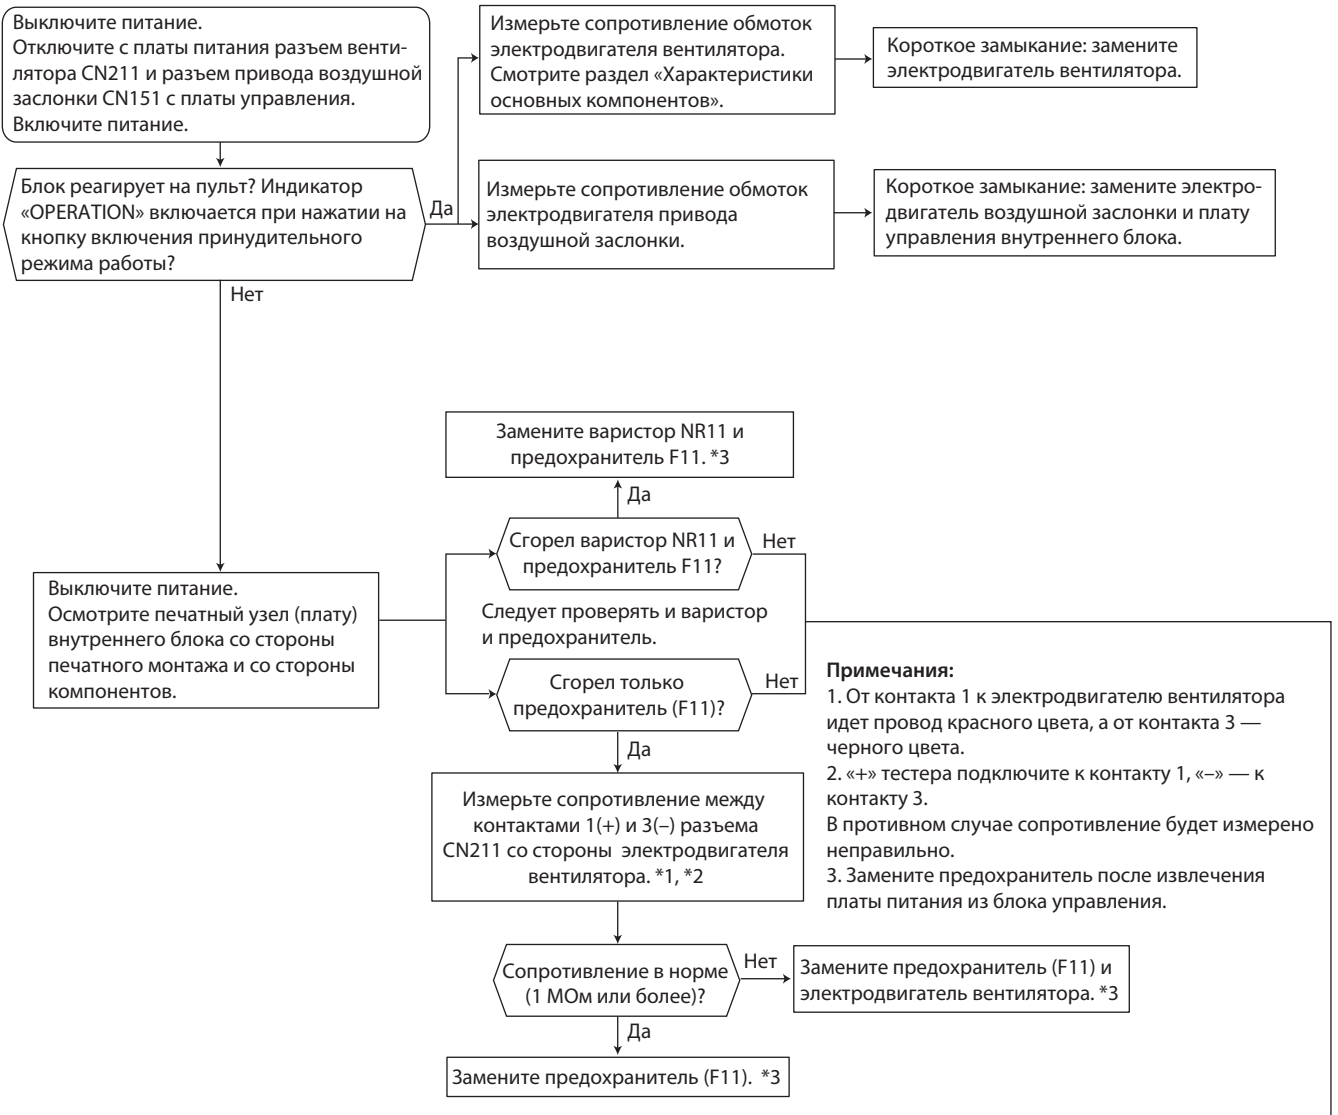 Выключите питание.
Отключите с платы питания разъем венти-
лятора CN211 и разъем привода воздушной
заслонки CN151 с платы управления.
Включите питание.
Измерьте сопротивление обмоток
электродвигателя вентилятора.
Смотрите раздел «Характеристики
основных компонентов».
Короткое замыкание: замените
электродвигатель вентилятора.
Блок реагирует на пульт? Индикатор
«OPERATION» включается при нажатии на
кнопку включения принудительного
режима работы?
Да
Измерьте сопротивление обмоток
электродвигателя привода
воздушной заслонки.
Короткое замыкание: замените электро-
двигатель воздушной заслонки и плату
управления внутреннего блока.
Нет
Замените варистор NR11 и
предохранитель F11. *3
Да
Сгорел варистор NR11 и
предохранитель F11?
Нет
Выключите питание.
Осмотрите печатный узел (плату)
внутреннего блока со стороны
печатного монтажа и со стороны
компонентов.
Следует проверять и варистор
и предохранитель.
Сгорел только
предохранитель (F11)?
Нет
Да
Измерьте сопротивление между
контактами 1(+) и 3(–) разъема
CN211 со стороны электродвигателя
вентилятора. *1, *2
Примечания:
1. От контакта 1 к электродвигателю вентилятора
идет провод красного цвета, а от контакта 3 —
черного цвета.
2. «+» тестера подключите к контакту 1, «–» — к
контакту 3.
В противном случае сопротивление будет измерено
неправильно.
3. Замените предохранитель после извлечения
платы питания из блока управления.
Сопротивление в норме
(1 МОм или более)?
Нет
Замените предохранитель (F11) и
электродвигатель вентилятора. *3
Да
Замените предохранитель (F11). *3